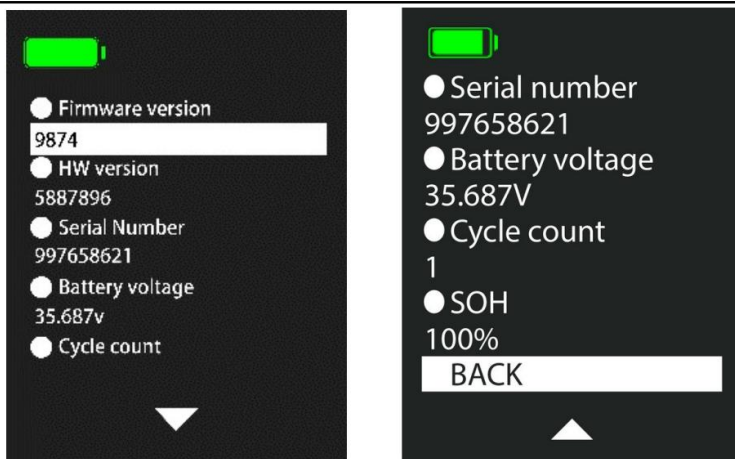 Firmware version
9874
HW version
5887896
Serial Number
997658621
Battery voltage
35.687v
Cycle count
Serial number
997658621
Battery voltage
35.687V
Cycle count
1
SOH
100%
BACK